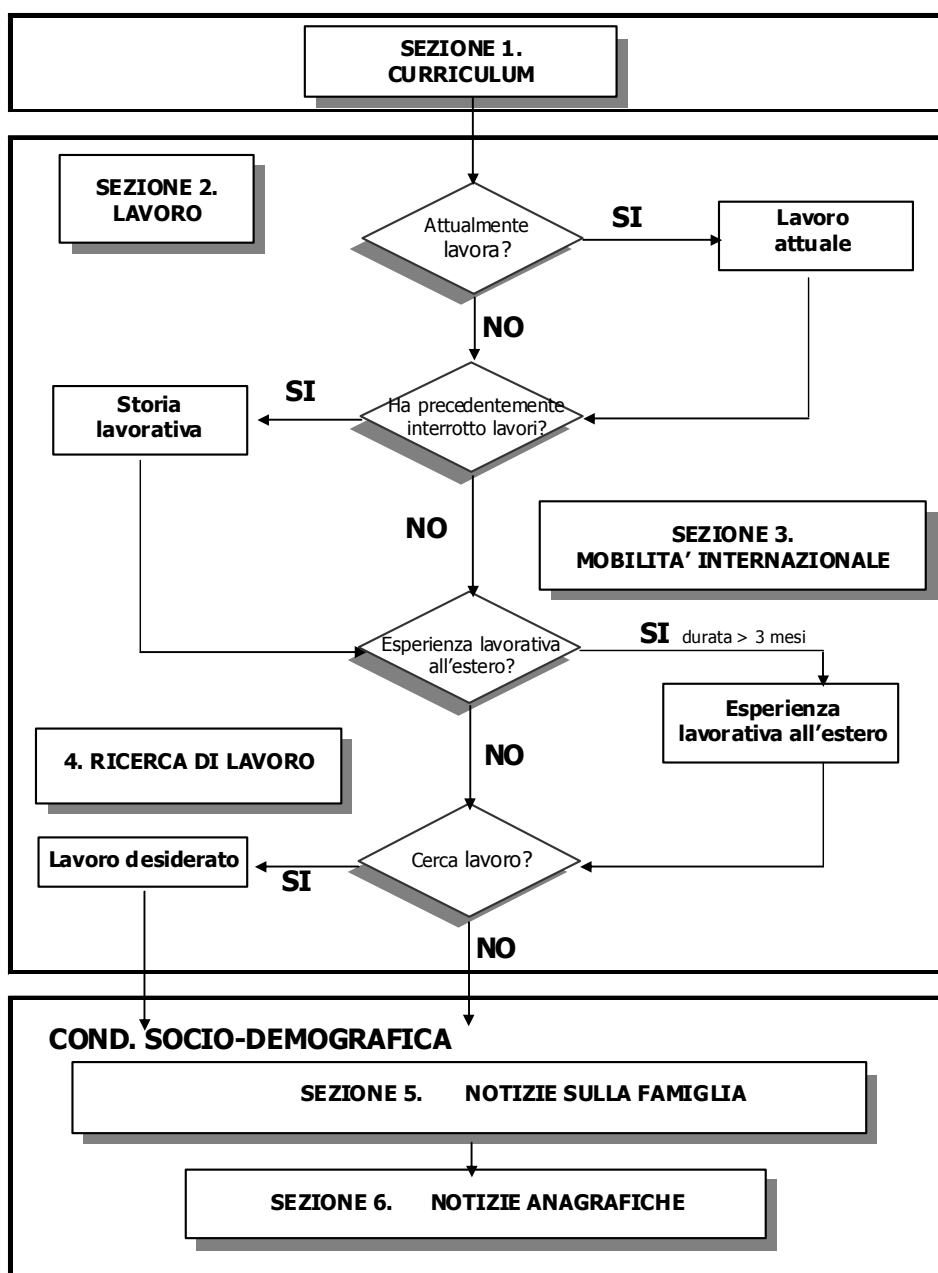 SEZIONE 1.
CURRICULUM
SEZIONE 2.
LAVORO
Attualmente
lavora?
SI
Lavoro
attuale
NO
Storia
lavorativa
SI
Ha precedentemente
interrotto lavori?
NO
SEZIONE 3.
MOBILITA’ INTERNAZIONALE
Esperienza lavorativa
all’estero?
SI durata > 3 mesi
Esperienza
lavorativa all’estero
4. RICERCA DI LAVORO
NO
Lavoro desiderato
SI
Cerca lavoro?
NO
COND. SOCIO-DEMOGRAFICA
SEZIONE 5. NOTIZIE SULLA FAMIGLIA
SEZIONE 6. NOTIZIE ANAGRAFICHE